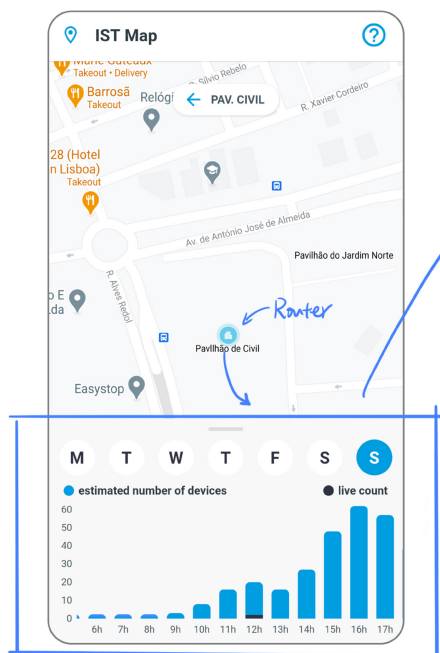 IST Map
Marie Gateaux
Takeout • Delivery
Barrosã
Takeout
Relógi
PAV. CIVIL
R. Silvio Rebelo
R. Xavier Cordeiro
28 (Hotel
n Lisboa)
Takeout
Av. de António José de Almeida
Pavilhão do Jardim Norte
R. Alves Redol
o E
.da
Router
Pavilhão de Civil
Easystop
M T W T F S S
estimated number of devices
live count
60
50
40
30
20
10
0
6h 7h 8h 9h 10h 11h 12h 13h 14h 15h 16h 17h